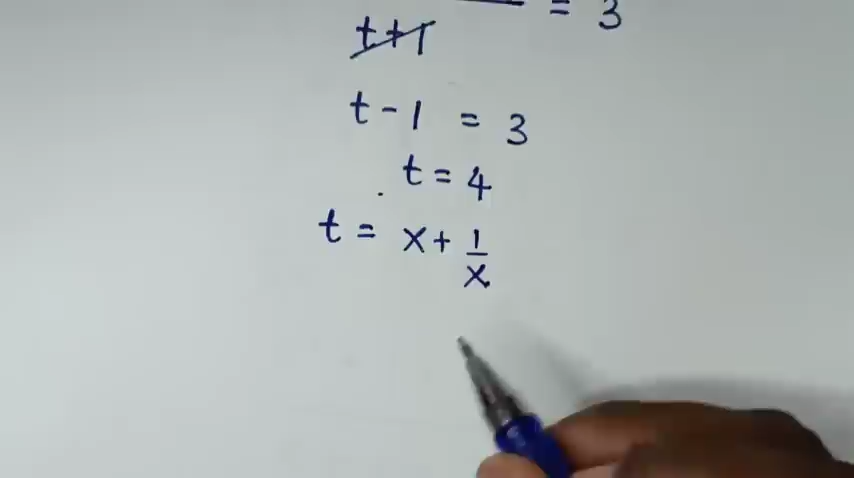 = 3
t+1
t - 1 = 3
t = 4
t = x + 1/x